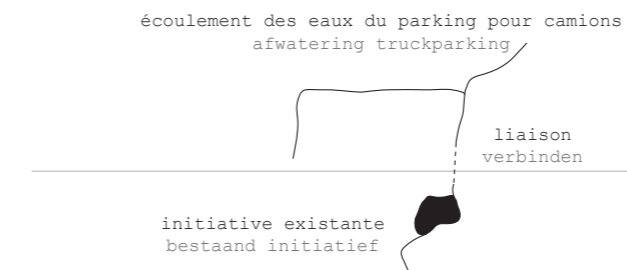 écoulement des eaux du parking pour camions
afwatering truckparking
liaison
verbinden
initiative existante
bestaand initiatief